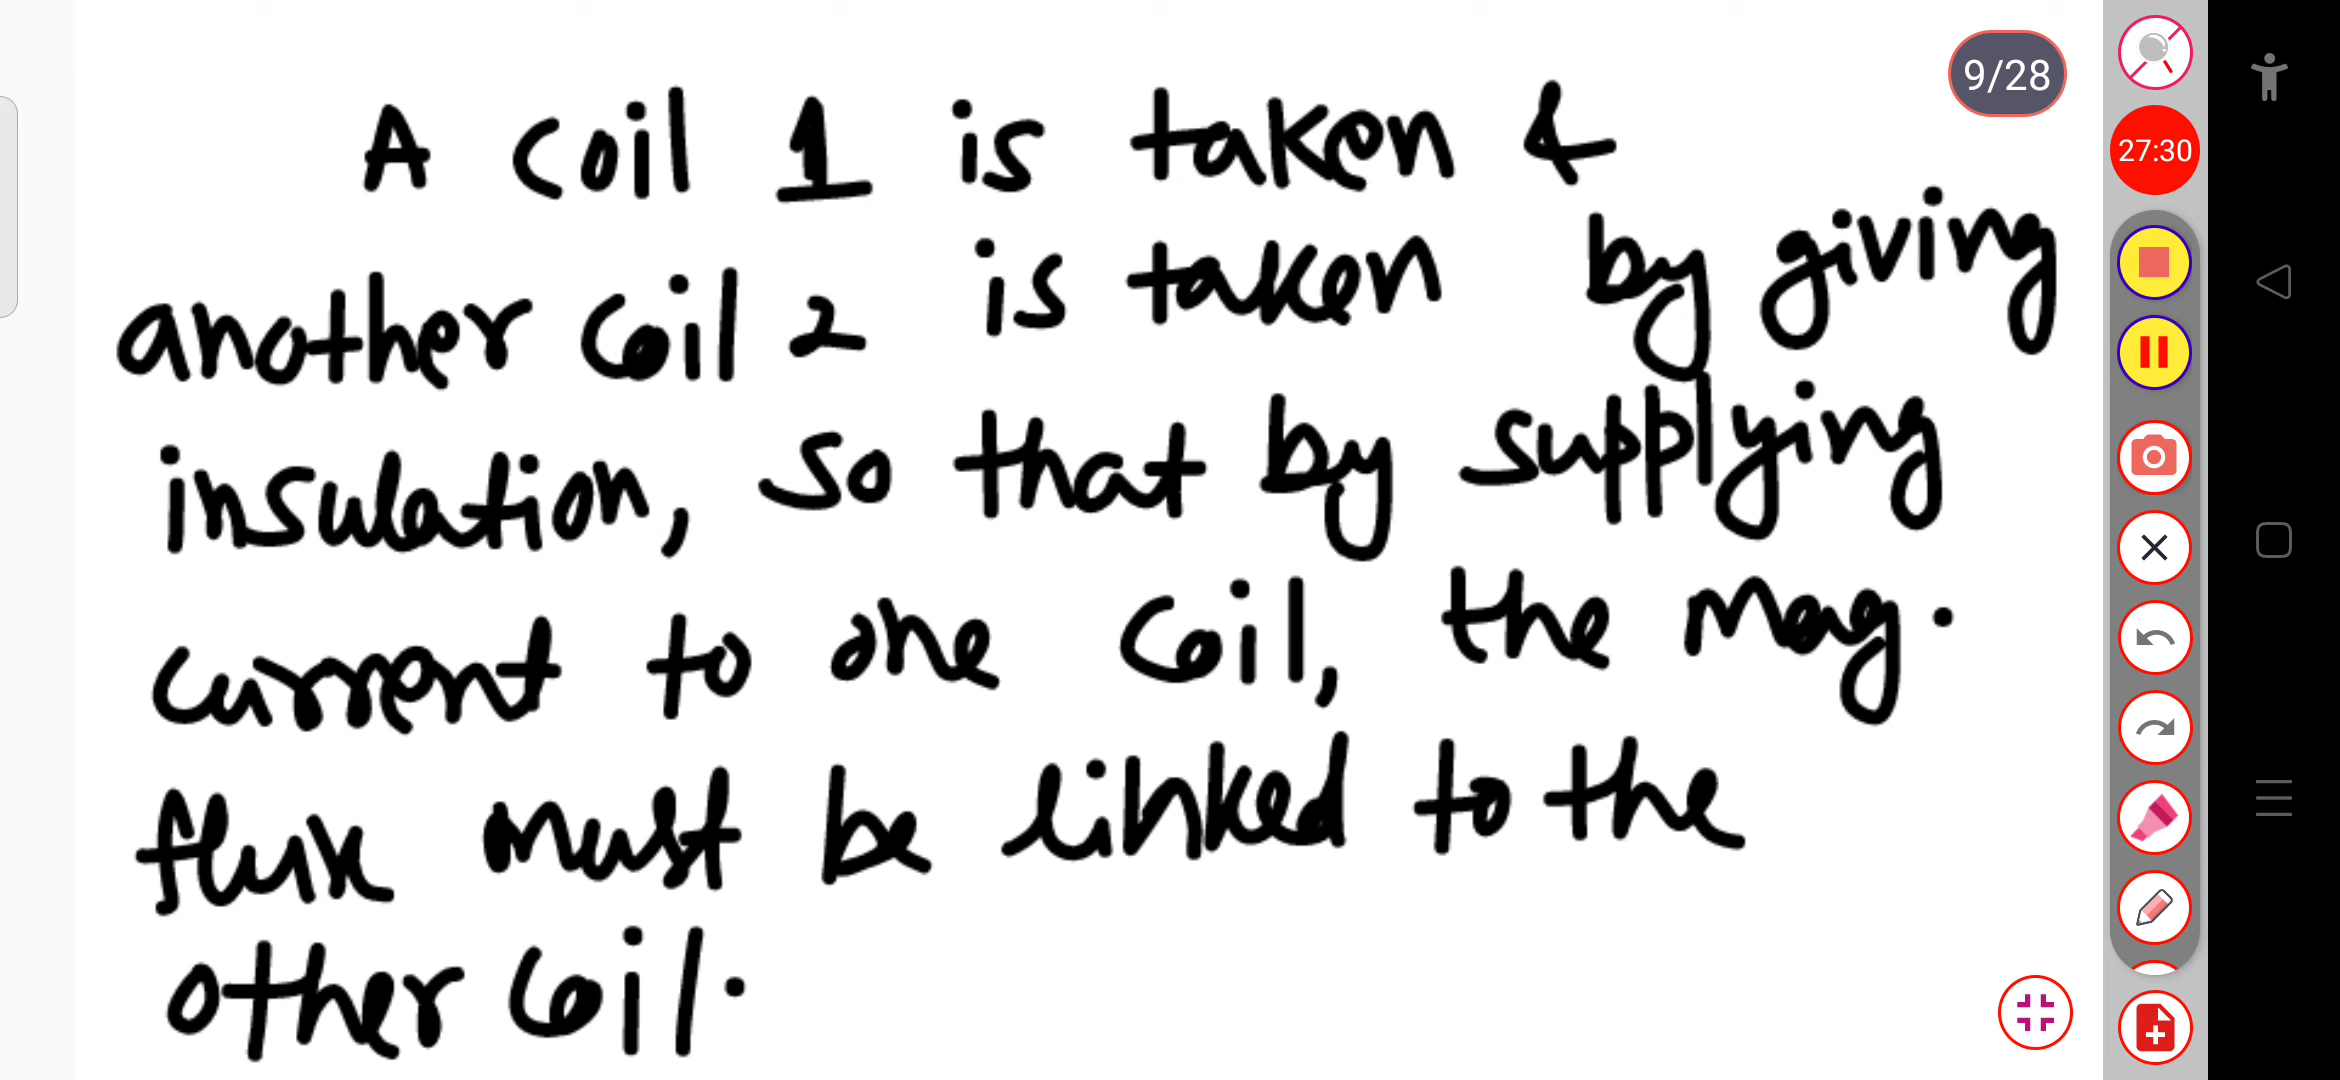 9/28
27:30
A coil 1 is taken &
another coil 2 is taken by giving
insulation, so that by supplying
current to one coil, the mag.
flux must be linked to the
other coil.